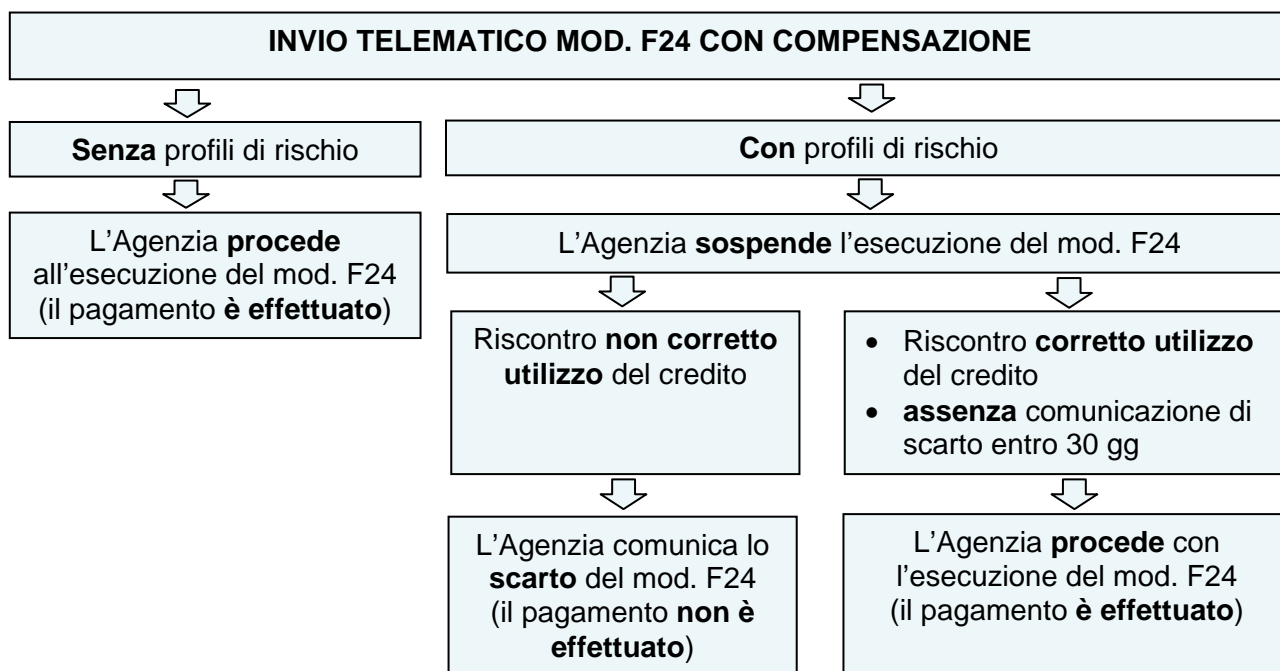 INVIO TELEMATICO MOD. F24 CON COMPENSAZIONE
Senza profili di rischio
Con profili di rischio
L’Agenzia procede
all’esecuzione del mod. F24
(il pagamento è effettuato)
L’Agenzia sospende l’esecuzione del mod. F24
Riscontro non corretto
utilizzo del credito
• Riscontro corretto utilizzo
del credito
• assenza comunicazione di
scarto entro 30 gg
L’Agenzia comunica lo
scarto del mod. F24
(il pagamento non è
effettuato)
L’Agenzia procede con
l’esecuzione del mod. F24
(il pagamento è effettuato)